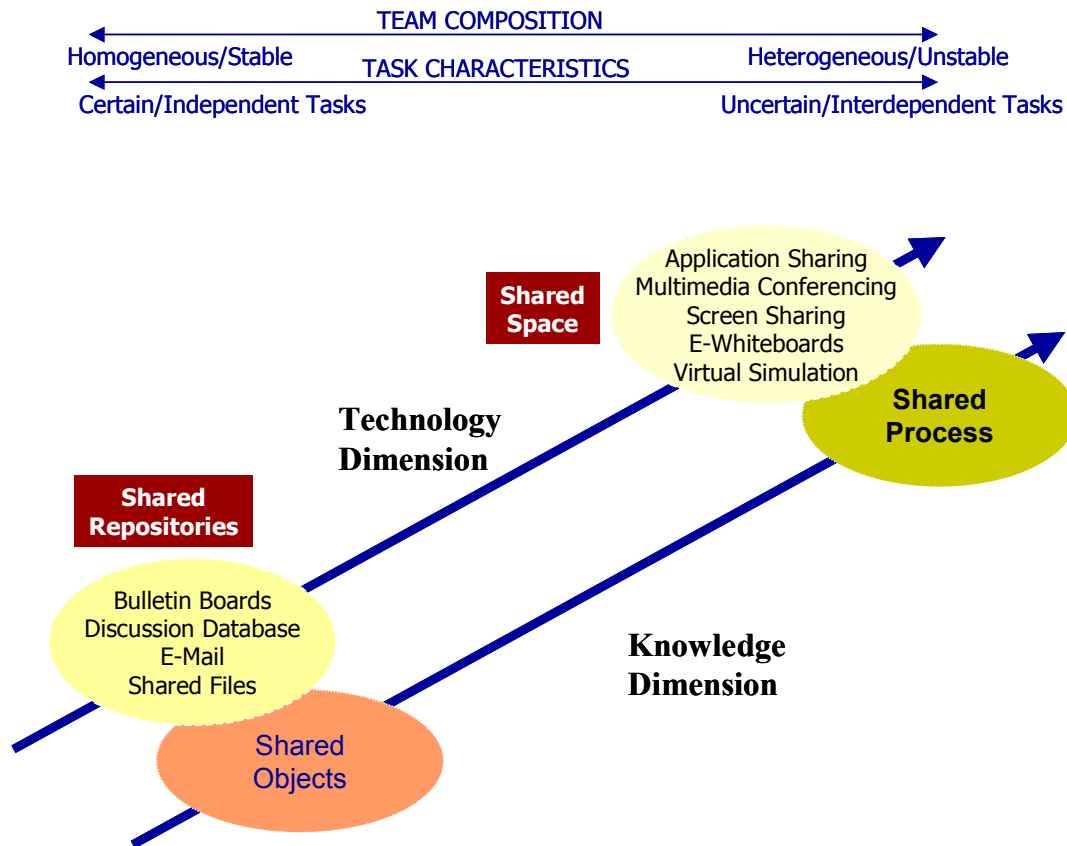 TEAM COMPOSITION
Homogeneous/Stable
Heterogeneous/Unstable
TASK CHARACTERISTICS
Certain/Independent Tasks
Uncertain/Interdependent Tasks
Shared
Space
Application Sharing
Multimedia Conferencing
Screen Sharing
E-Whiteboards
Virtual Simulation
Shared
Process
Technology
Dimension
Shared
Repositories
Bulletin Boards
Discussion Database
E-Mail
Shared Files
Knowledge
Dimension
Shared
Objects